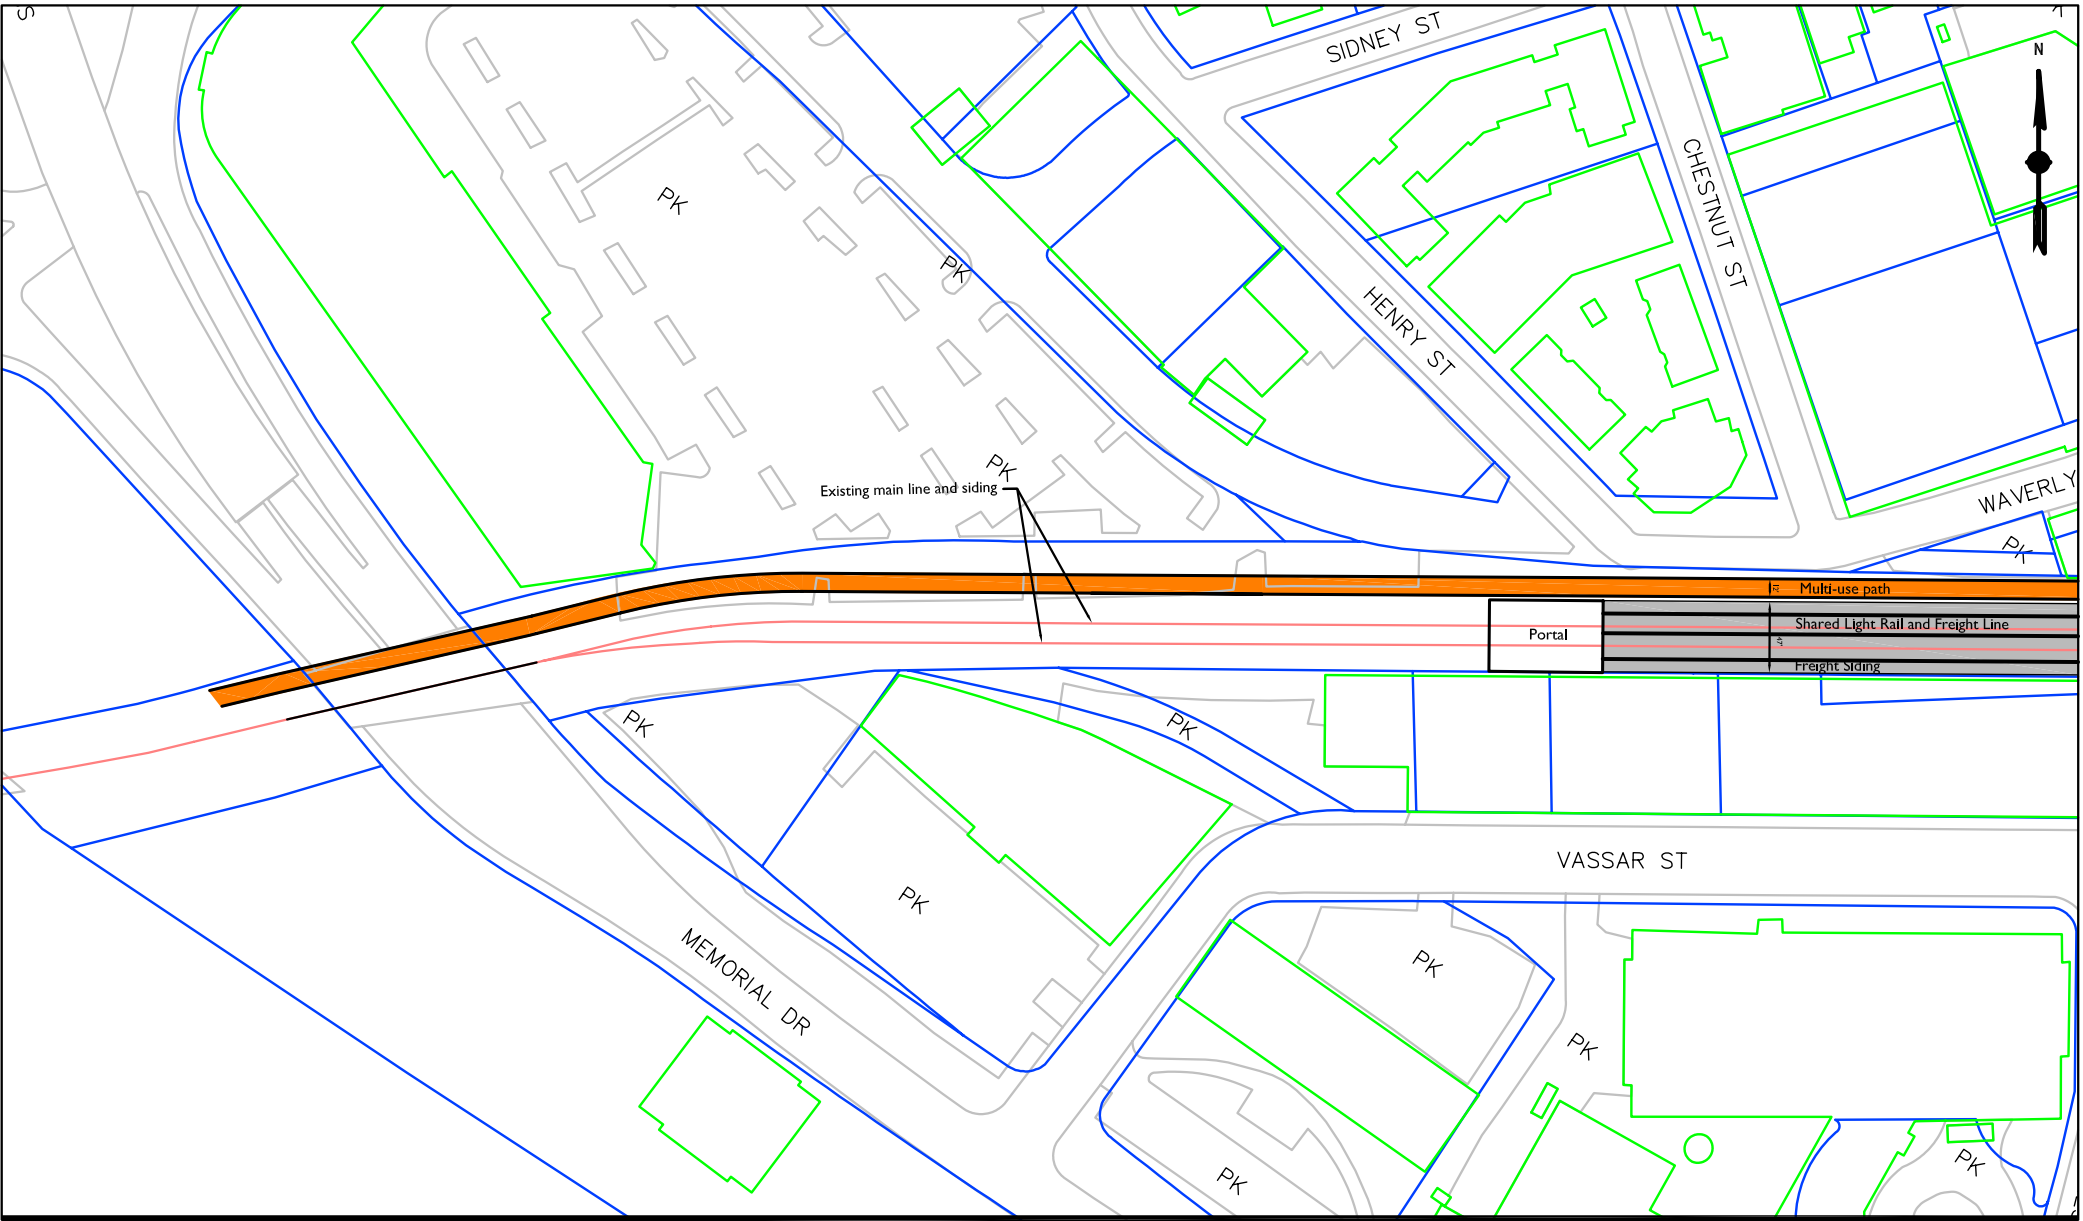 S
SIDNEY ST
N
CHESTNUT ST
PK
PK
HENRY ST
PK
Existing main line and siding
WAVERLY
PK
Multi-use path
Shared Light Rail and Freight Line
Portal
Freight Siding
PK
PK
VASSAR ST
PK
MEMORIAL DR
PK
PK
PK
PK